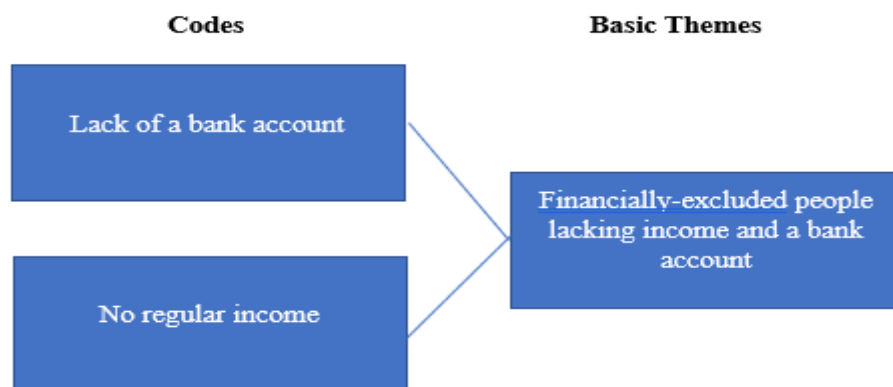 Codes
Basic Themes
Lack of a bank account
Financially-excluded people
lacking income and a bank
account
No regular income